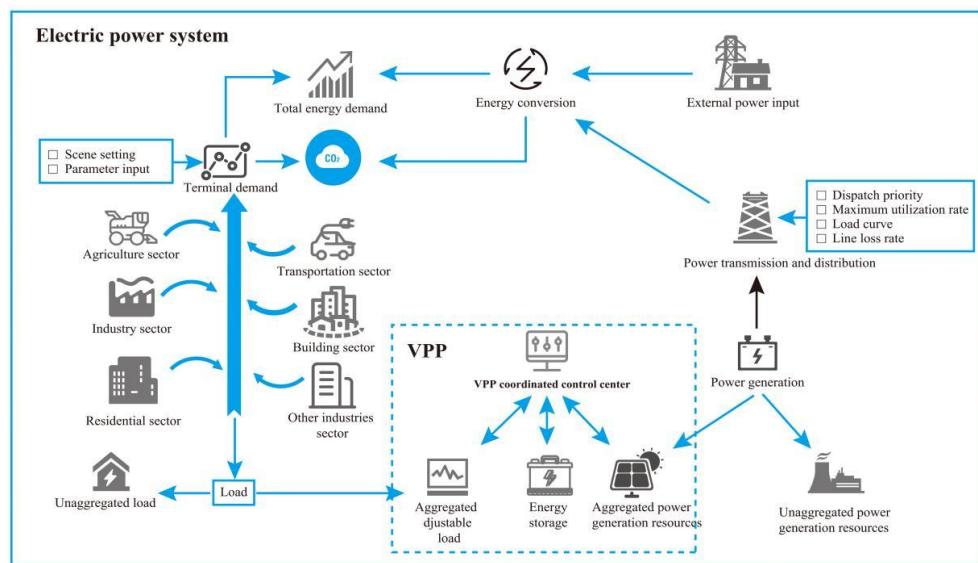 Electric power system
Total energy demand
Energy conversion
External power input
□ Scene setting
□ Parameter input
Terminal demand
CO₂
□ Dispatch priority
□ Maximum utilization rate
□ Load curve
□ Line loss rate
Agriculture sector
Transportation sector
Power transmission and distribution
Industry sector
Building sector
VPP
VPP coordinated control center
Power generation
Residential sector
Other industries
sector
Unaggregated load
Load
Aggregated
djustable
load
Energy
storage
Aggregated power
generation resources
Unaggregated power
generation resources